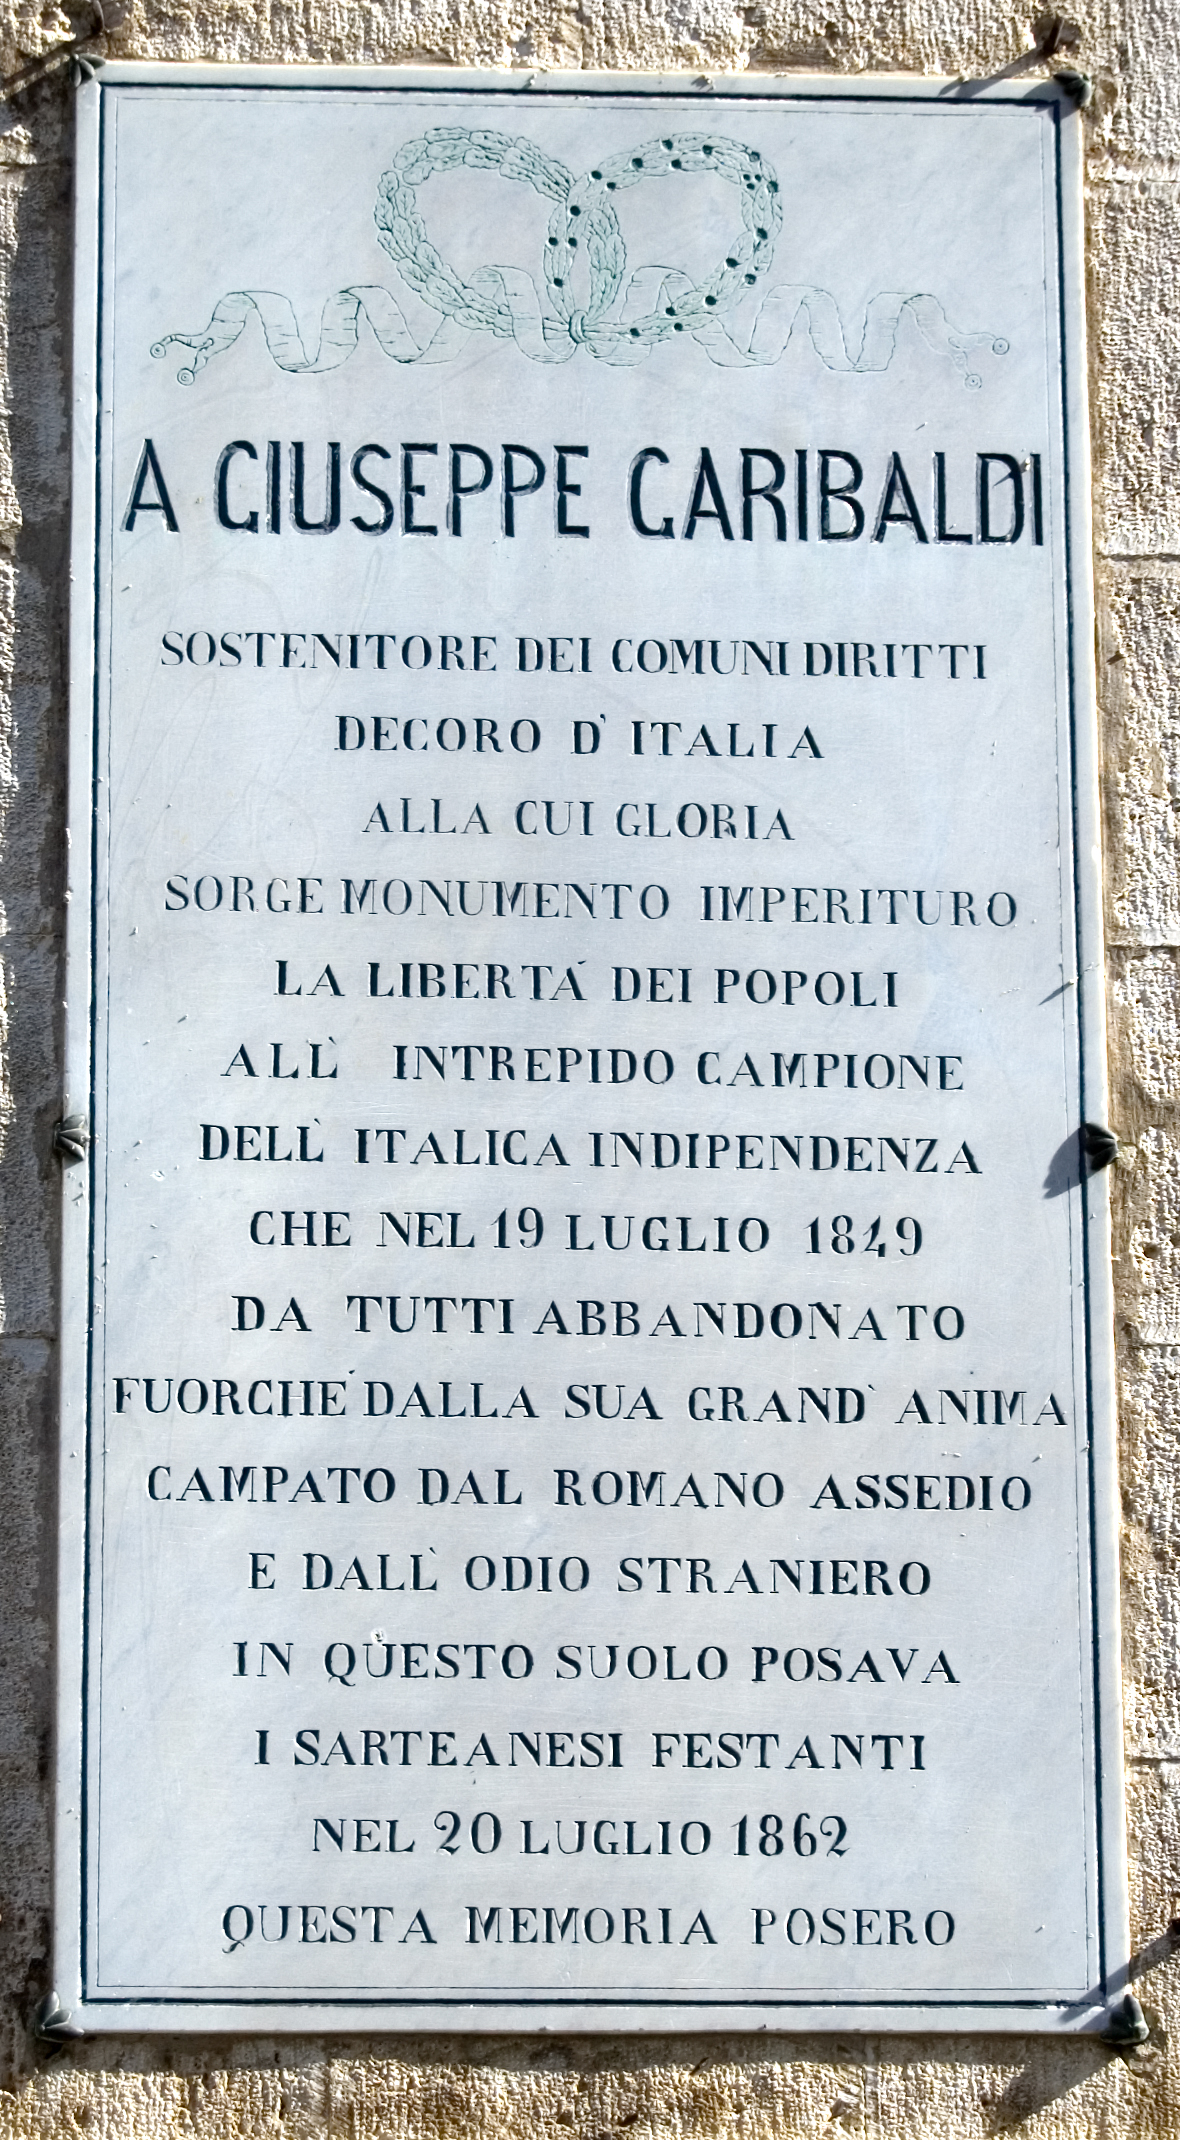 A GIUSEPPE GARIBALDI
SOSTENITORE DEI COMUNI DIRITTI
DECORO D' ITALIA
ALLA CUI GLORIA
SORGE MONUMENTO IMPERITURO
LA LIBERTA' DEI POPOLI
ALL' INTREPIDO CAMPIONE
DELL' ITALICA INDIPENDENZA
CHE NEL 19 LUGLIO 1849
DA TUTTI ABBANDONATO
FUORCHE' DALLA SUA GRAND' ANIMA
CAMPATO DAL ROMANO ASSEDIO
E DALL' ODIO STRANIERO
IN QUESTO SUOLO POSAVA
I SARTEANESI FESTANTI
NEL 20 LUGLIO 1862
QUESTA MEMORIA POSERO